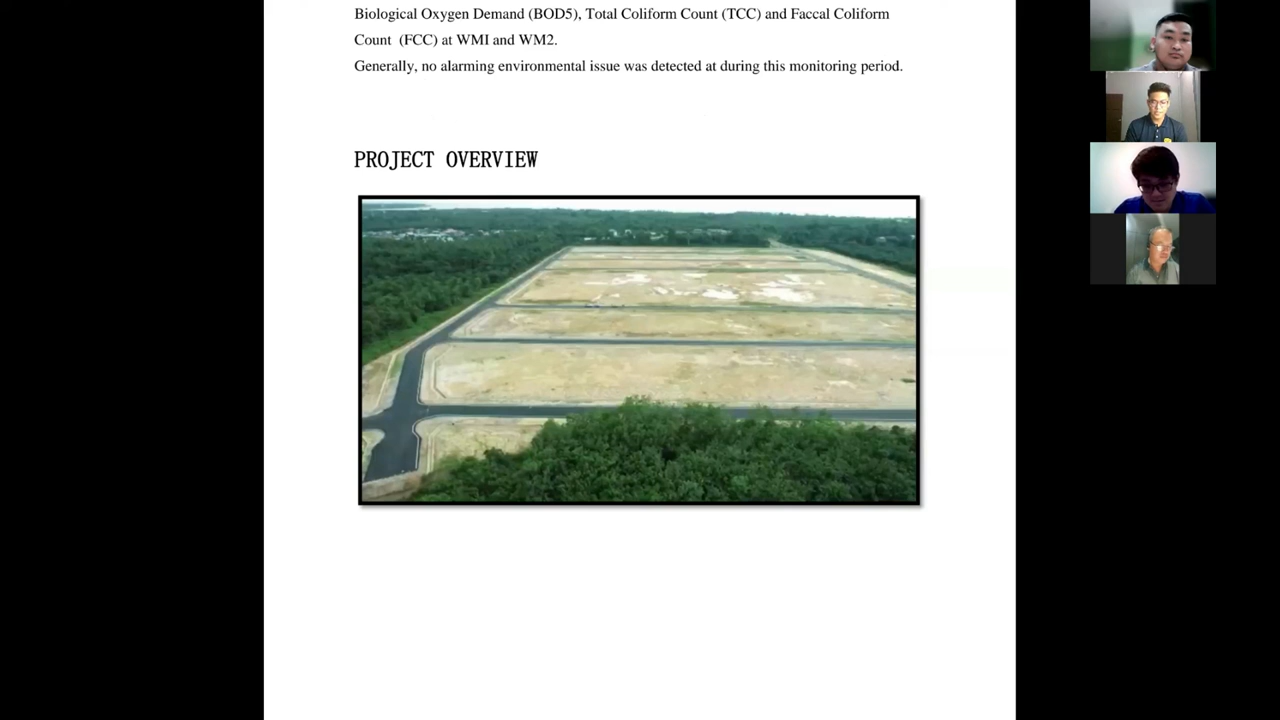 Biological Oxygen Demand (BOD5), Total Coliform Count (TCC) and Faccal Coliform
Count (FCC) at WMI and WM2.
Generally, no alarming environmental issue was detected at during this monitoring period.
PROJECT OVERVIEW